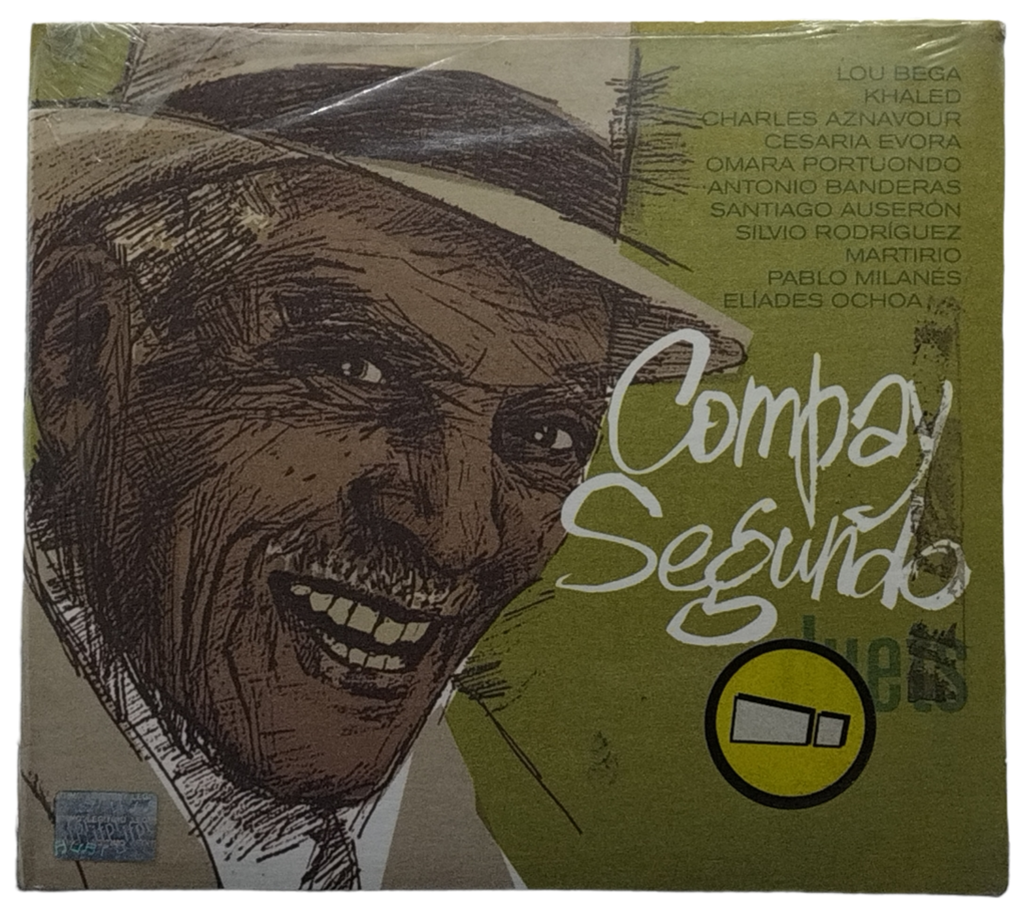 LOU BEGA
KHALED
CHARLES AZNAVOUR
CESARIA EVORA
OMARA PORTUONDO
ANTONIO BANDERAS
SANTIAGO AUSERÓN
SILVIO RODRÍGUEZ
MARTIRIO
PABLO MILANÉS
ELÍADES OCHOA
Compay
Segundo
duets